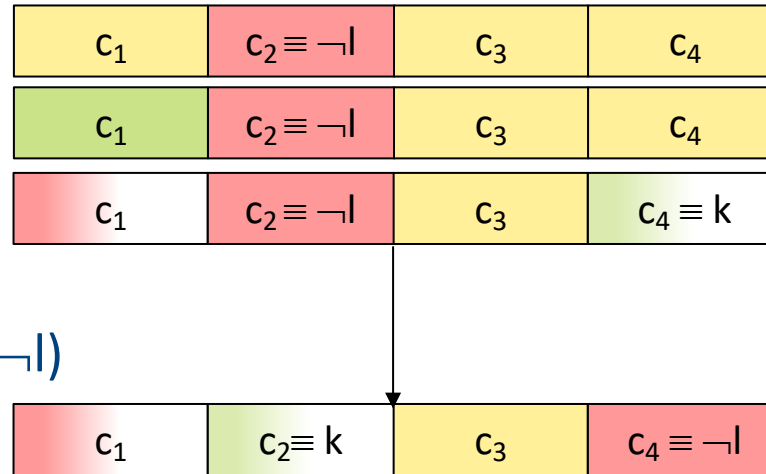 c₁ c₂ ≡ ¬l c₃ c₄
c₁ c₂ ≡ ¬l c₃ c₄
c₁ c₂ ≡ ¬l c₃ c₄ ≡ k
¬l)
c₁ c₂≡ k c₃ c₄ ≡ ¬l